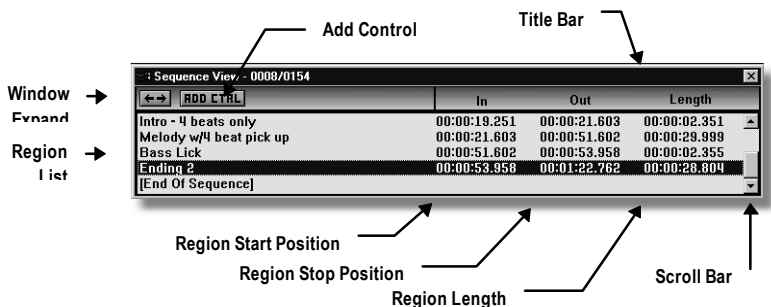 Add Control
Title Bar
Sequence View - 0008/0154
Window
Expand
ADD CTRL
In Out Length
Intro - 4 beats only 00:00:19.251 00:00:21.603 00:00:02.351
Melody w/4 beat pick up 00:00:21.603 00:00:51.602 00:00:29.999
Region
List
Bass Lick 00:00:51.602 00:00:53.958 00:00:02.355
Ending 2 00:00:53.958 00:01:22.762 00:00:28.804
[End Of Sequence]
Region Start Position
Region Stop Position
Region Length
Scroll Bar